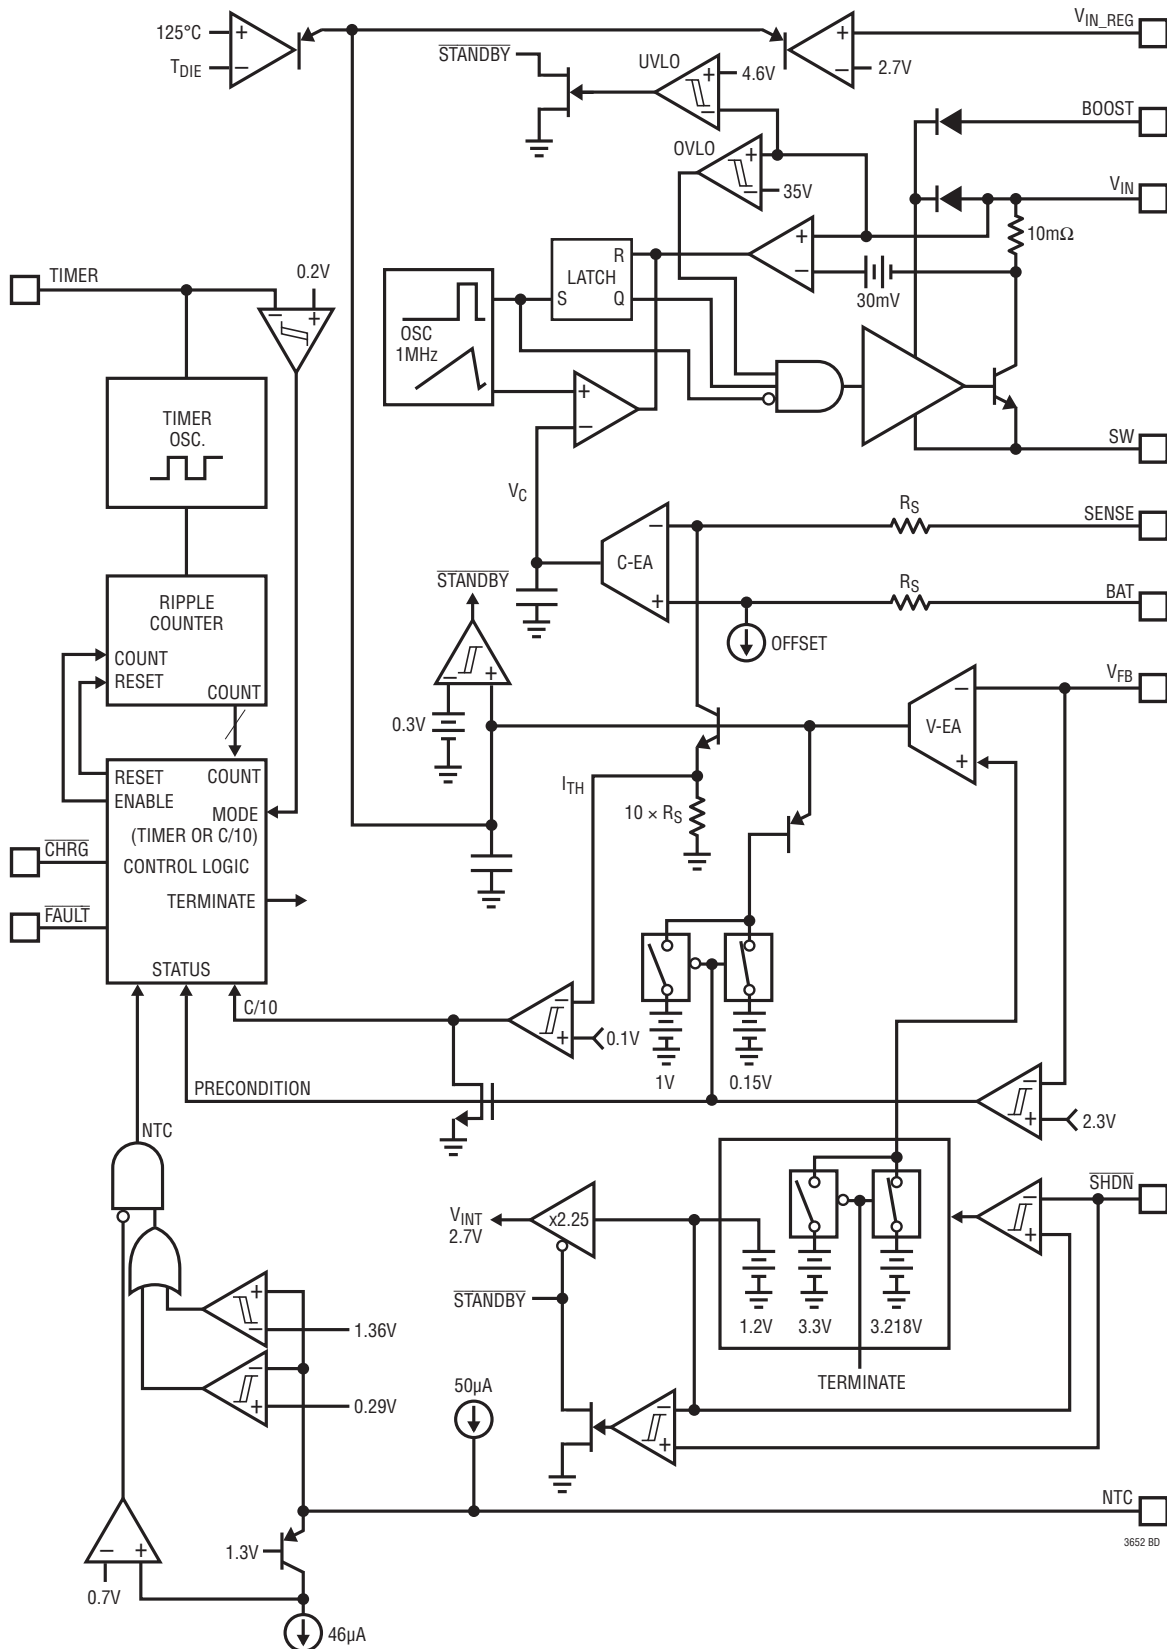 125°C
TDIE
+
−
STANDBY
UVLO
+
−
4.6V
+
−
2.7V
VIN_REG
BOOST
OVLO
+
−
35V
VIN
10mΩ
+
−
30mV
R
LATCH
S
Q
TIMER
0.2V
−
+
OSC
1MHz
+
−
TIMER
OSC.
SW
VC
RS
SENSE
−
C-EA
+
RS
BAT
OFFSET
STANDBY
−
+
0.3V
RIPPLE
COUNTER
COUNT
RESET
COUNT
VFB
−
V-EA
+
RESET
COUNT
ENABLE
MODE
(TIMER OR C/10)
CONTROL LOGIC
TERMINATE
STATUS
CHRG
FAULT
ITH
10 × RS
C/10
−
+
0.1V
1V
0.15V
PRECONDITION
−
+
2.3V
NTC
VINT
2.7V
x2.25
STANDBY
1.2V
3.3V
3.218V
TERMINATE
−
+
SHDN
+
−
1.36V
−
+
0.29V
50µA
−
+
NTC
1.3V
−
+
0.7V
46µA
3652 BD